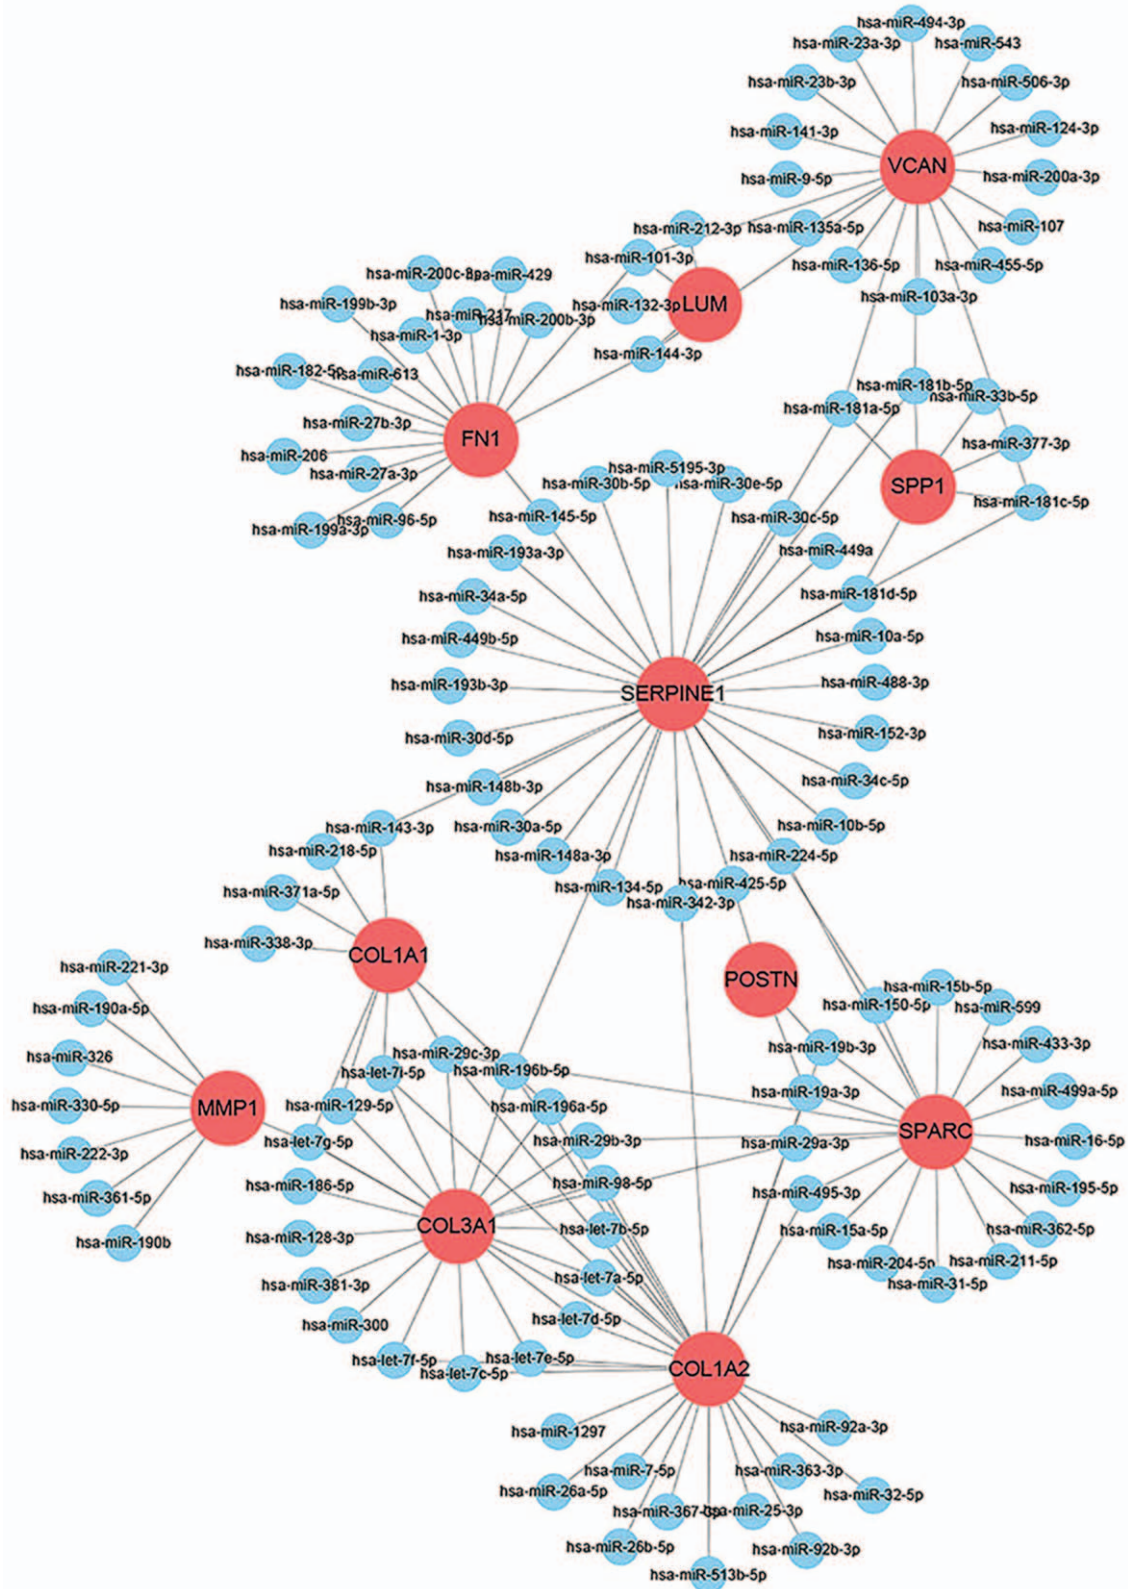 hsa-miR-494-3p
hsa-miR-23a-3p
hsa-miR-543
hsa-miR-23b-3p
hsa-miR-506-3p
hsa-miR-141-3p
hsa-miR-124-3p
VCAN
hsa-miR-9-5p
hsa-miR-200a-3p
hsa-miR-212-3p
hsa-miR-135a-5p
hsa-miR-107
hsa-miR-101-3p
hsa-miR-136-5p
hsa-miR-455-5p
hsa-miR-200c-3p
hsa-miR-429
hsa-miR-103a-3p
hsa-miR-199b-3p
hsa-miR-132-3p
LUM
hsa-miR-217
hsa-miR-200b-3p
hsa-miR-1-3p
hsa-miR-144-3p
hsa-miR-182-5p
hsa-miR-613
hsa-miR-181b-5p
hsa-miR-33b-5p
hsa-miR-181a-5p
hsa-miR-27b-3p
FN1
hsa-miR-377-3p
hsa-miR-206
hsa-miR-27a-3p
hsa-miR-5195-3p
hsa-miR-30b-5p
hsa-miR-30e-5p
SPP1
hsa-miR-181c-5p
hsa-miR-199a-3p
hsa-miR-96-5p
hsa-miR-145-5p
hsa-miR-30c-5p
hsa-miR-193a-3p
hsa-miR-449a
hsa-miR-34a-5p
hsa-miR-181d-5p
hsa-miR-449b-5p
hsa-miR-10a-5p
hsa-miR-193b-3p
SERPINE1
hsa-miR-488-3p
hsa-miR-30d-5p
hsa-miR-152-3p
hsa-miR-148b-3p
hsa-miR-34c-5p
hsa-miR-143-3p
hsa-miR-30a-5p
hsa-miR-10b-5p
hsa-miR-218-5p
hsa-miR-148a-3p
hsa-miR-224-5p
hsa-miR-371a-5p
hsa-miR-134-5p
hsa-miR-425-5p
hsa-miR-342-3p
hsa-miR-338-3p
COL1A1
hsa-miR-221-3p
POSTN
hsa-miR-15b-5p
hsa-miR-190a-5p
hsa-miR-150-5p
hsa-miR-599
hsa-miR-326
hsa-miR-29c-3p
hsa-miR-19b-3p
hsa-miR-433-3p
hsa-let-7i-5p
hsa-miR-196b-5p
hsa-miR-330-5p
MMP1
hsa-miR-129-5p
hsa-miR-196a-5p
hsa-miR-19a-3p
hsa-miR-499a-5p
hsa-miR-222-3p
hsa-let-7g-5p
hsa-miR-29b-3p
hsa-miR-29a-3p
SPARC
hsa-miR-16-5p
hsa-miR-361-5p
hsa-miR-186-5p
hsa-miR-98-5p
hsa-miR-495-3p
hsa-miR-195-5p
hsa-miR-190b
hsa-miR-128-3p
COL3A1
hsa-let-7b-5p
hsa-miR-15a-5p
hsa-miR-362-5p
hsa-miR-381-3p
hsa-let-7a-5p
hsa-miR-204-5p
hsa-miR-211-5p
hsa-miR-31-5p
hsa-miR-300
hsa-let-7d-5p
hsa-let-7f-5p
hsa-let-7e-5p
hsa-let-7c-5p
COL1A2
hsa-miR-1297
hsa-miR-92a-3p
hsa-miR-7-5p
hsa-miR-363-3p
hsa-miR-26a-5p
hsa-miR-32-5p
hsa-miR-367-3p
hsa-miR-25-3p
hsa-miR-26b-5p
hsa-miR-92b-3p
hsa-miR-513b-5p